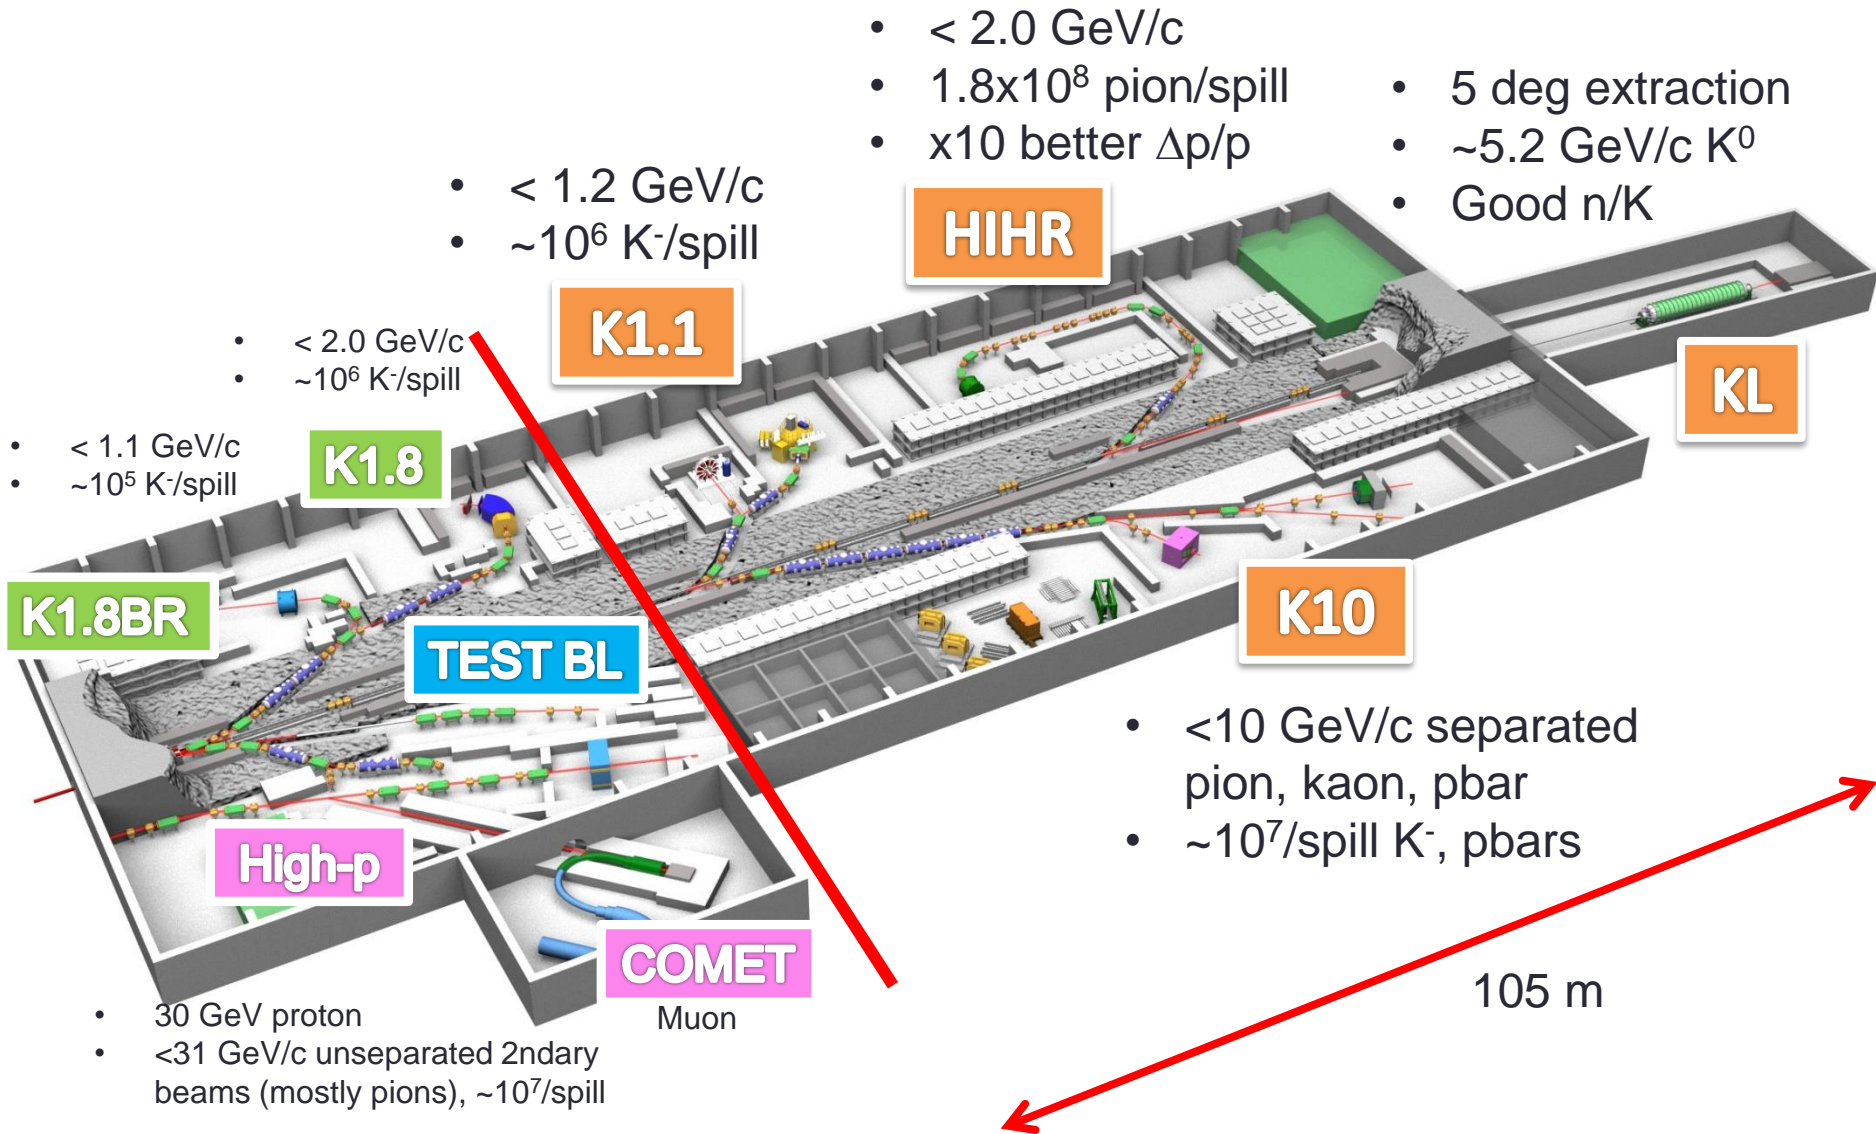 • < 2.0 GeV/c
• 1.8x10⁸ pion/spill
• x10 better Δp/p
HIHR
• 5 deg extraction
• ~5.2 GeV/c K⁰
• Good n/K
KL
• < 1.2 GeV/c
• ~10⁶ K⁻/spill
K1.1
• < 2.0 GeV/c
• ~10⁶ K⁻/spill
K1.8
• < 1.1 GeV/c
• ~10⁵ K⁻/spill
K1.8BR
TEST BL
K10
• <10 GeV/c separated
pion, kaon, pbar
• ~10⁷/spill K⁻, pbars
High-p
COMET
Muon
• 30 GeV proton
• <31 GeV/c unseparated 2ndary
beams (mostly pions), ~10⁷/spill
105 m